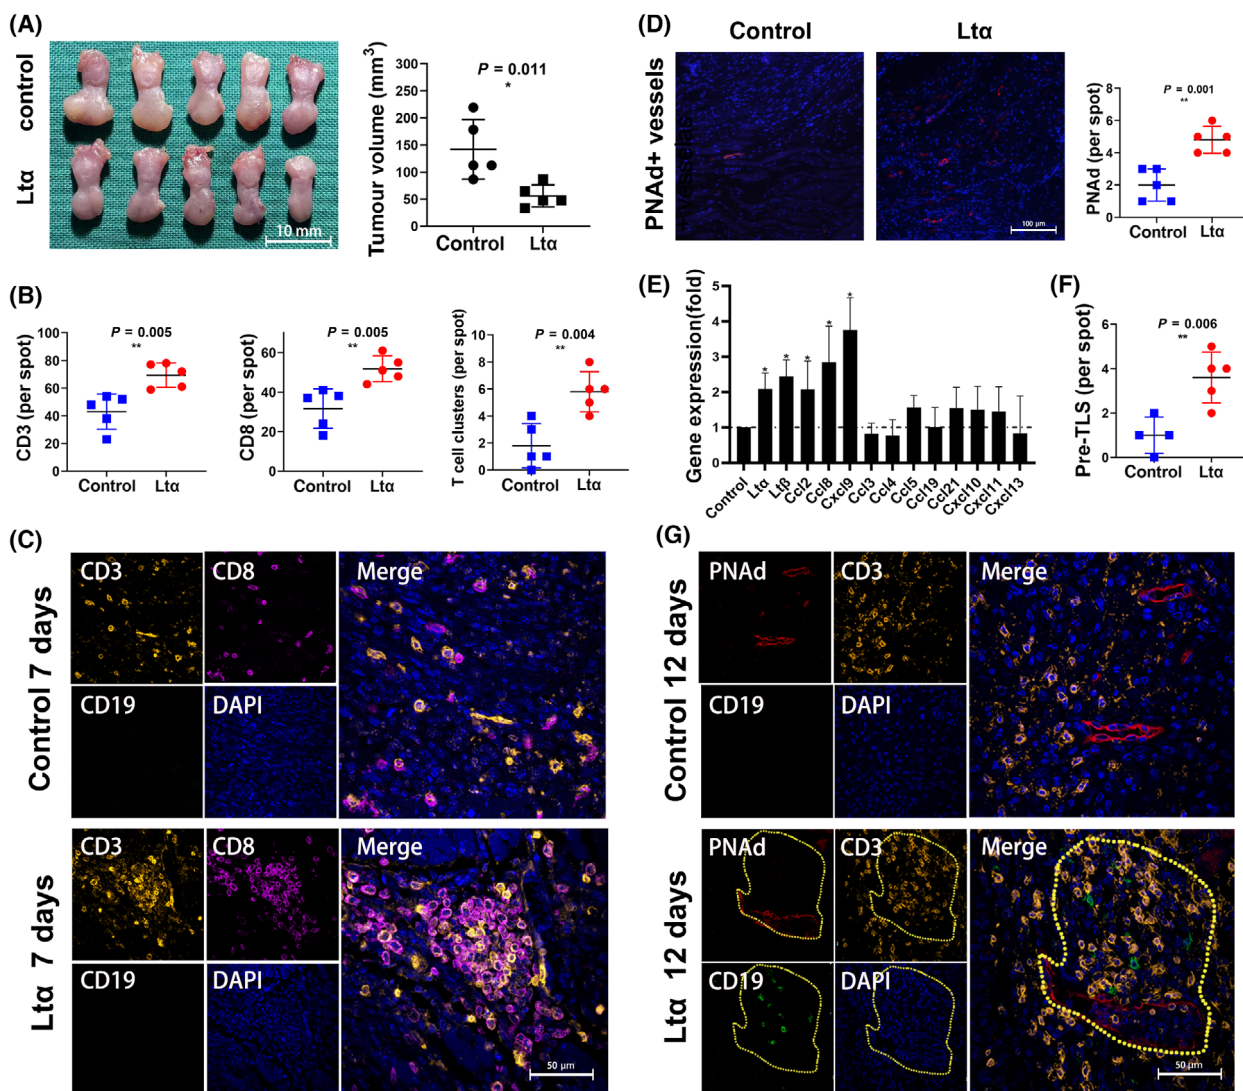 (A)
control
Ltα
10 mm
Tumour volume (mm³)
300
250
200
150
100
50
0
P = 0.011
*
Control
Ltα
(B)
CD3 (per spot)
100
80
60
40
20
0
P = 0.005
**
Control
Ltα
CD8 (per spot)
60
40
20
0
P = 0.005
**
Control
Ltα
T cell clusters (per spot)
10
8
6
4
2
0
P = 0.004
**
Control
Ltα
(C)
Control 7 days
CD3
CD8
Merge
CD19
DAPI
Ltα 7 days
CD3
CD8
Merge
CD19
DAPI
50 μm
(D)
Control
Ltα
PNAd+ vessels
100 μm
PNAd (per spot)
8
6
4
2
0
P = 0.001
**
Control
Ltα
(E)
Gene expression(fold)
5
4
3
2
1
0
*
*
*
*
*
Control
Ltα
Ltβ
Ccl2
Ccl8
Cxcl9
Ccl3
Ccl4
Ccl5
Ccl19
Ccl21
Cxcl10
Cxcl11
Cxcl13
(F)
Pre-TLS (per spot)
6
4
2
0
P = 0.006
**
Control
Ltα
(G)
Control 12 days
PNAd
CD3
Merge
CD19
DAPI
Ltα 12 days
PNAd
CD3
Merge
CD19
DAPI
50 μm